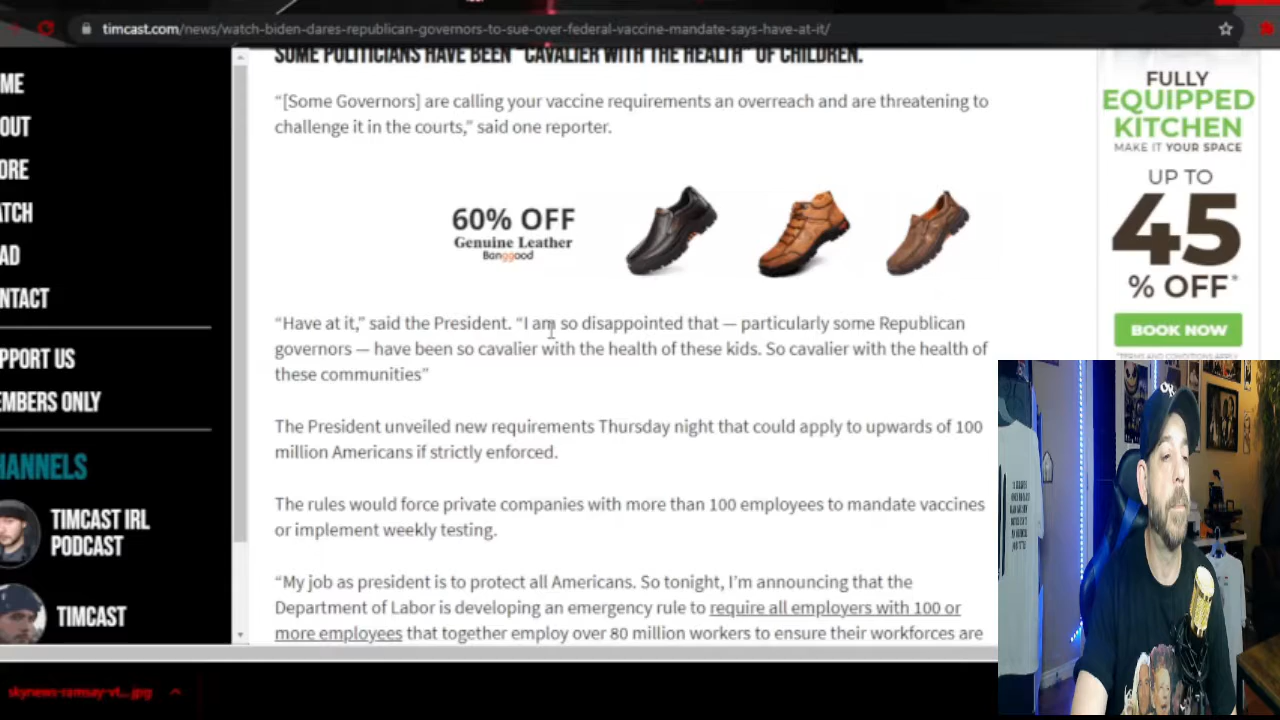 timcast.com/news/watch-biden-dares-republican-governors-to-sue-over-federal-vaccine-mandate-says-have-at-it/
ME
OUT
ORE
ATCH
AD
NTACT
PPORT US
EMBERS ONLY
HANNELS
TIMCAST IRL
PODCAST
TIMCAST
SOME POLITICIANS HAVE BEEN “CAVALIER WITH THE HEALTH” OF CHILDREN.
“[Some Governors] are calling your vaccine requirements an overreach and are threatening to
challenge it in the courts,” said one reporter.
60% OFF
Genuine Leather
Banggood
“Have at it,” said the President. “I am so disappointed that — particularly some Republican
governors — have been so cavalier with the health of these kids. So cavalier with the health of
these communities”
The President unveiled new requirements Thursday night that could apply to upwards of 100
million Americans if strictly enforced.
The rules would force private companies with more than 100 employees to mandate vaccines
or implement weekly testing.
“My job as president is to protect all Americans. So tonight, I’m announcing that the
Department of Labor is developing an emergency rule to require all employers with 100 or
more employees that together employ over 80 million workers to ensure their workforces are
FULLY
EQUIPPED
KITCHEN
MAKE IT YOUR SPACE
UP TO
45
% OFF*
BOOK NOW
*TERMS AND CONDITIONS APPLY
skynews-ramsay-vt....jpg